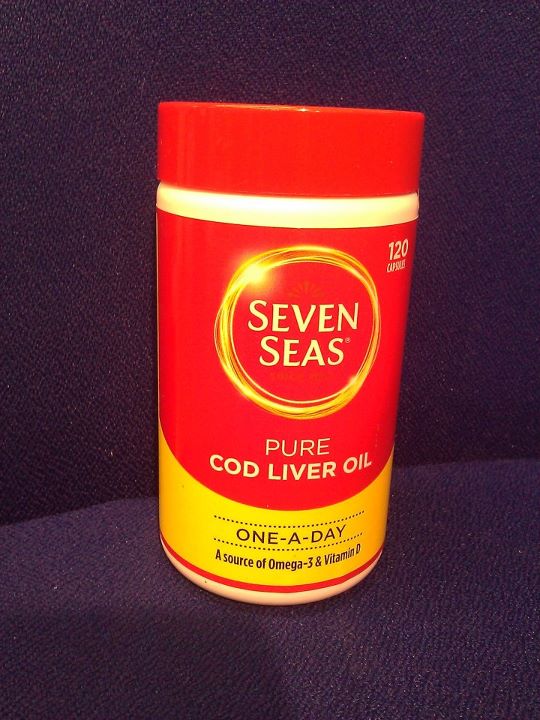 120
CAPSULES
SEVEN
SEAS®
PURE
COD LIVER OIL
ONE-A-DAY
A source of Omega-3 & Vitamin D